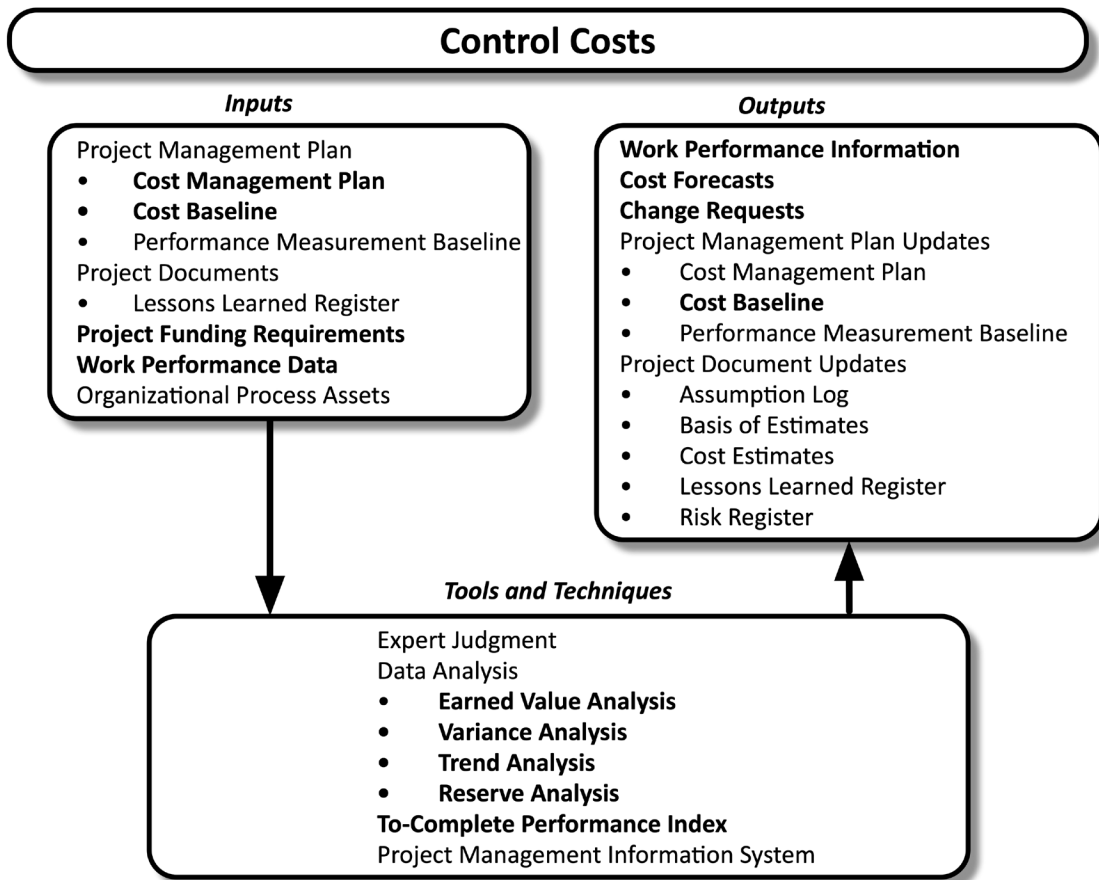 Control Costs
Inputs
Project Management Plan
• Cost Management Plan
• Cost Baseline
• Performance Measurement Baseline
Project Documents
• Lessons Learned Register
Project Funding Requirements
Work Performance Data
Organizational Process Assets
Outputs
Work Performance Information
Cost Forecasts
Change Requests
Project Management Plan Updates
• Cost Management Plan
• Cost Baseline
• Performance Measurement Baseline
Project Document Updates
• Assumption Log
• Basis of Estimates
• Cost Estimates
• Lessons Learned Register
• Risk Register
Tools and Techniques
Expert Judgment
Data Analysis
• Earned Value Analysis
• Variance Analysis
• Trend Analysis
• Reserve Analysis
To-Complete Performance Index
Project Management Information System